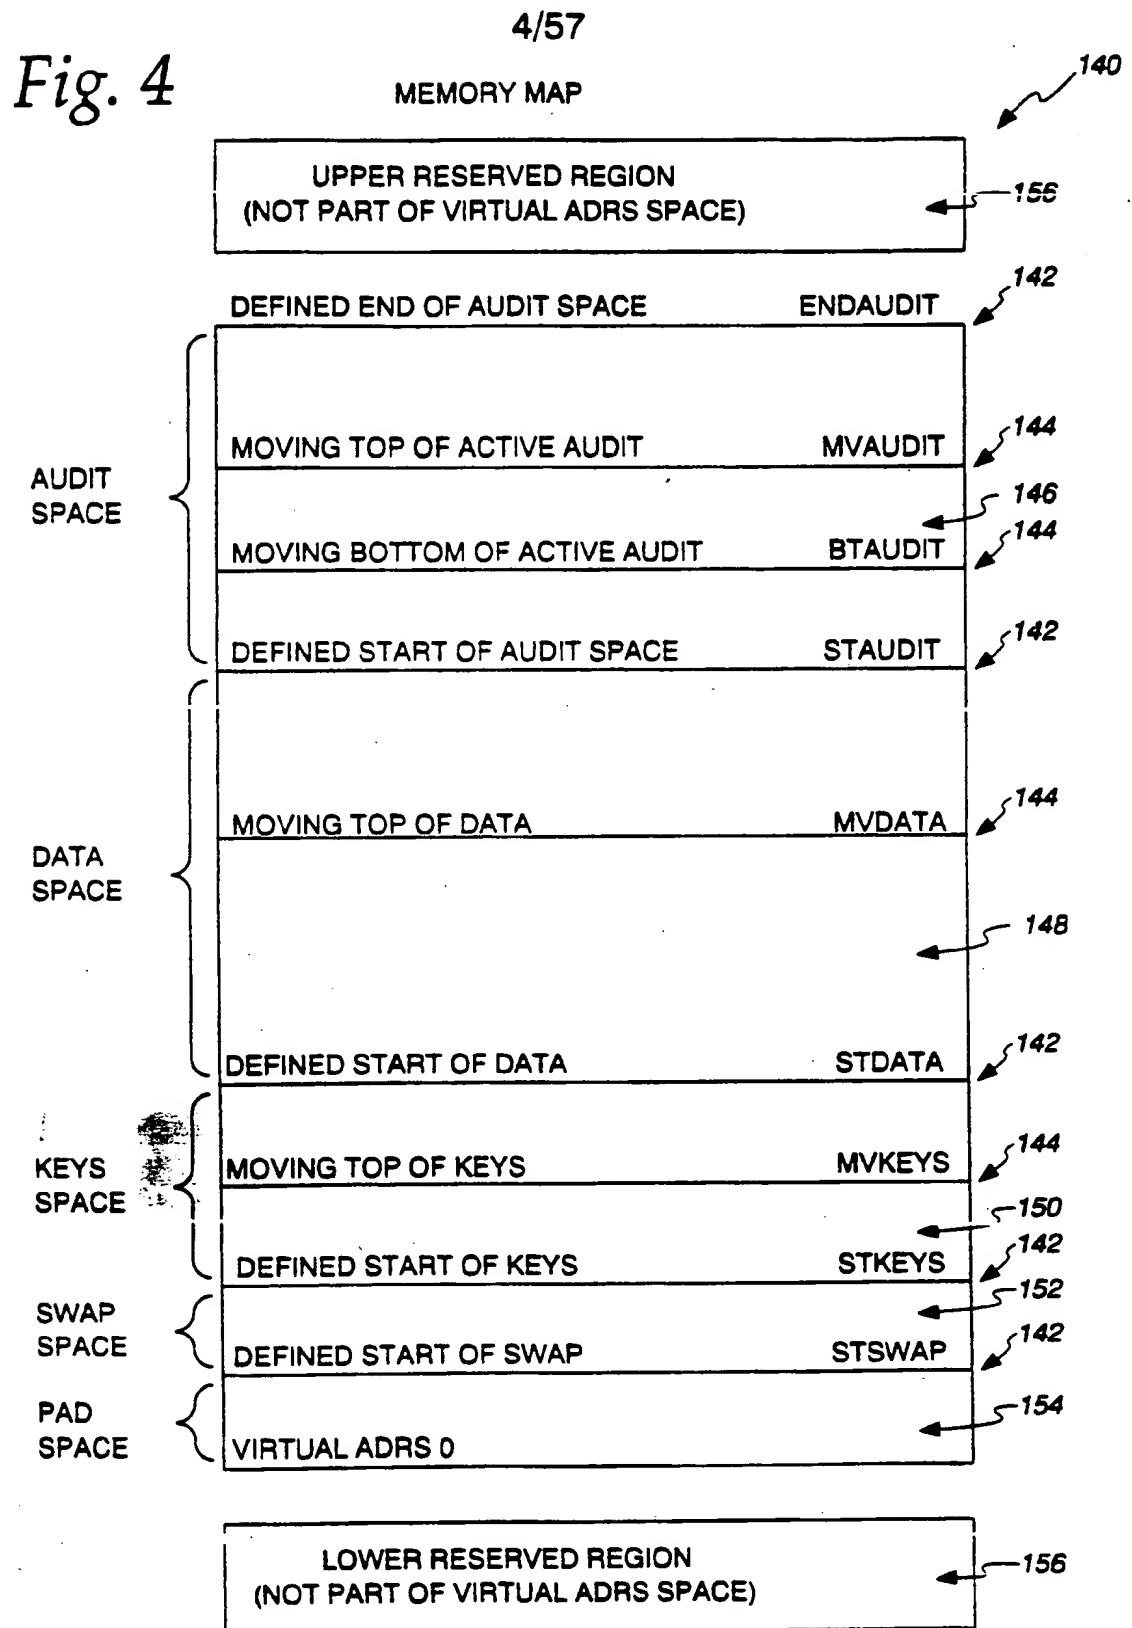 4/57
Fig. 4
MEMORY MAP
140
UPPER RESERVED REGION
(NOT PART OF VIRTUAL ADRS SPACE)
156
142
DEFINED END OF AUDIT SPACE ENDAUDIT
144
MOVING TOP OF ACTIVE AUDIT MVAUDIT
AUDIT
SPACE
146
144
MOVING BOTTOM OF ACTIVE AUDIT BTAUDIT
142
DEFINED START OF AUDIT SPACE STAUDIT
144
MOVING TOP OF DATA MVDATA
DATA
SPACE
148
142
DEFINED START OF DATA STDATA
144
MOVING TOP OF KEYS MVKEYS
KEYS
SPACE
150
142
DEFINED START OF KEYS STKEYS
152
SWAP
SPACE
142
DEFINED START OF SWAP STSWAP
154
PAD
SPACE
VIRTUAL ADRS 0
LOWER RESERVED REGION
(NOT PART OF VIRTUAL ADRS SPACE)
156